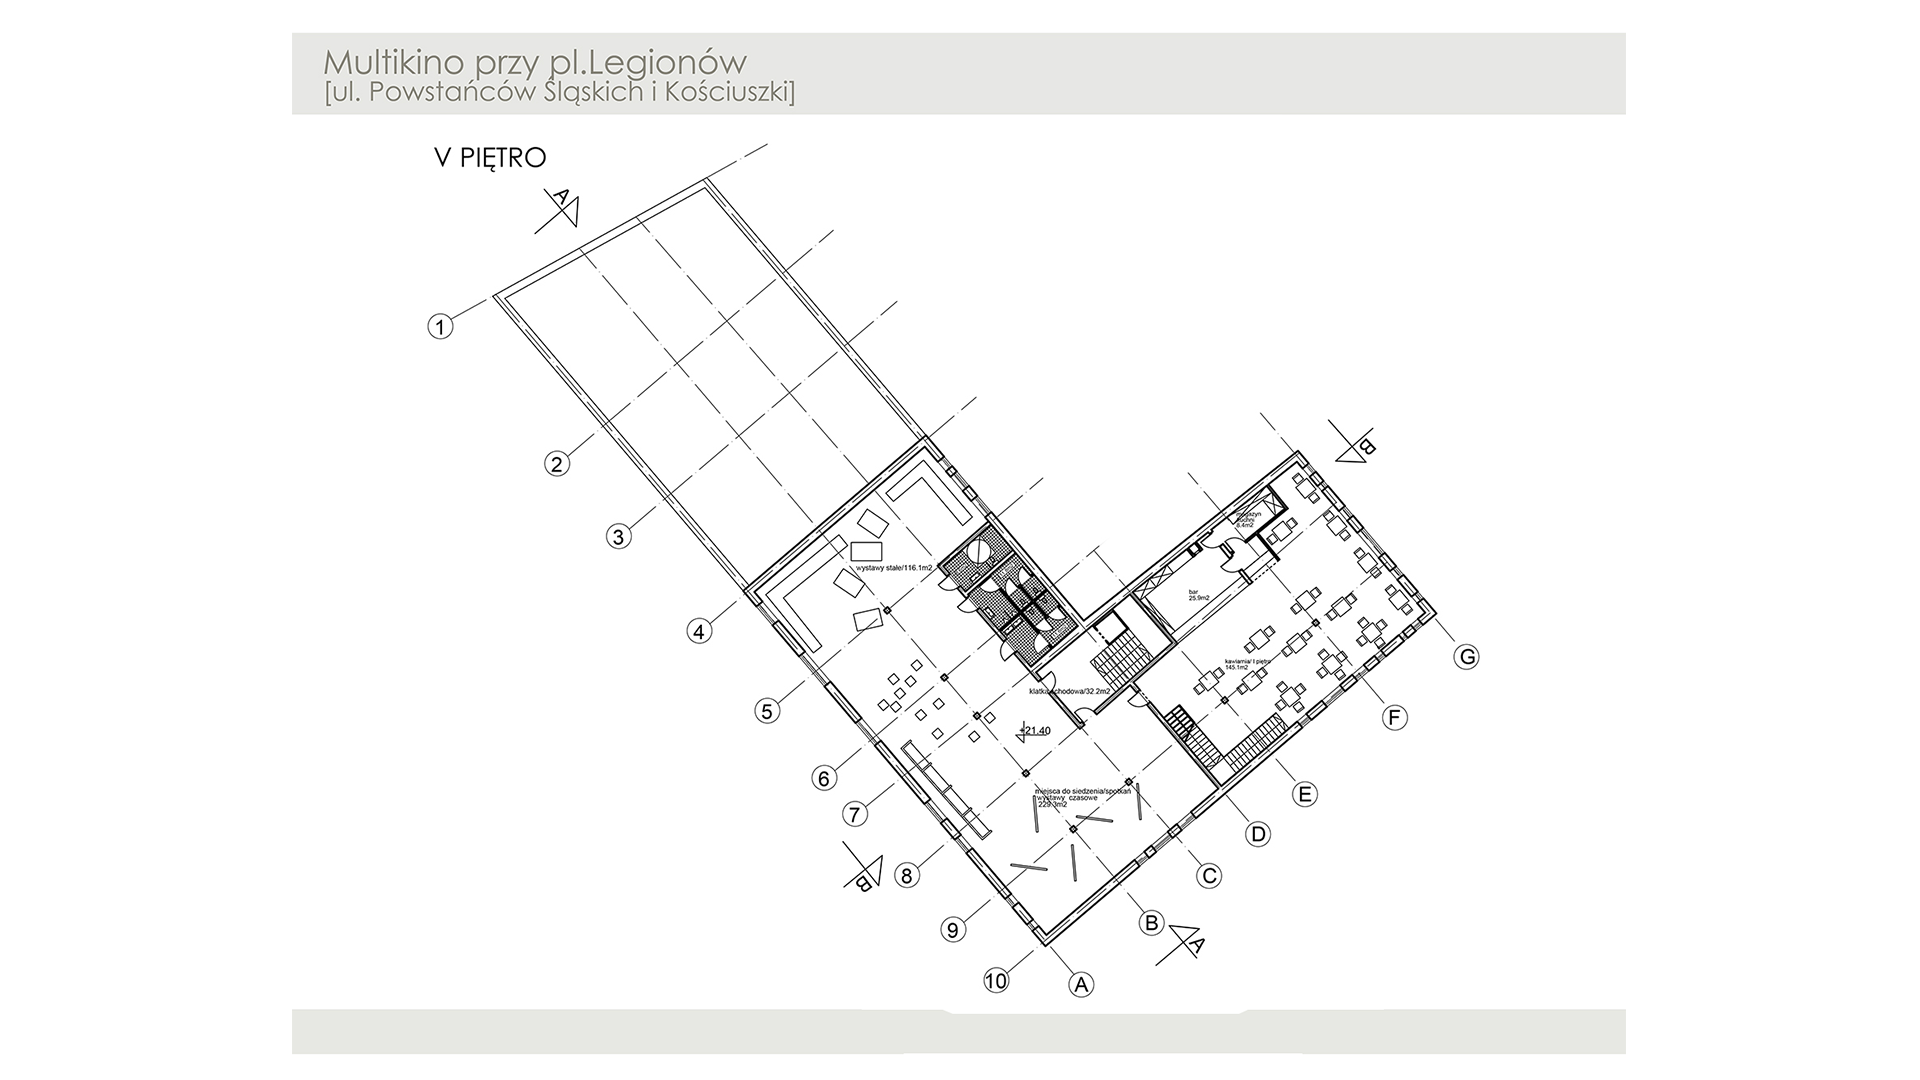 Multikino przy pl.Legionów
[ul. Powstańców Śląskich i Kościuszki]
V PIĘTRO
A
1
B
2
magazyn
kuchni
8.4m2
3
wystawy stałe/116.1m2
bar
25.9m2
4
G
kawiarnia/ I piętro
145.1m2
klatka schodowa/32.2m2
5
F
+21.40
6
miejsca do siedzenia/spotkań
wystawy czasowe
229.3m2
E
7
D
B
8
C
9
B
A
10
A